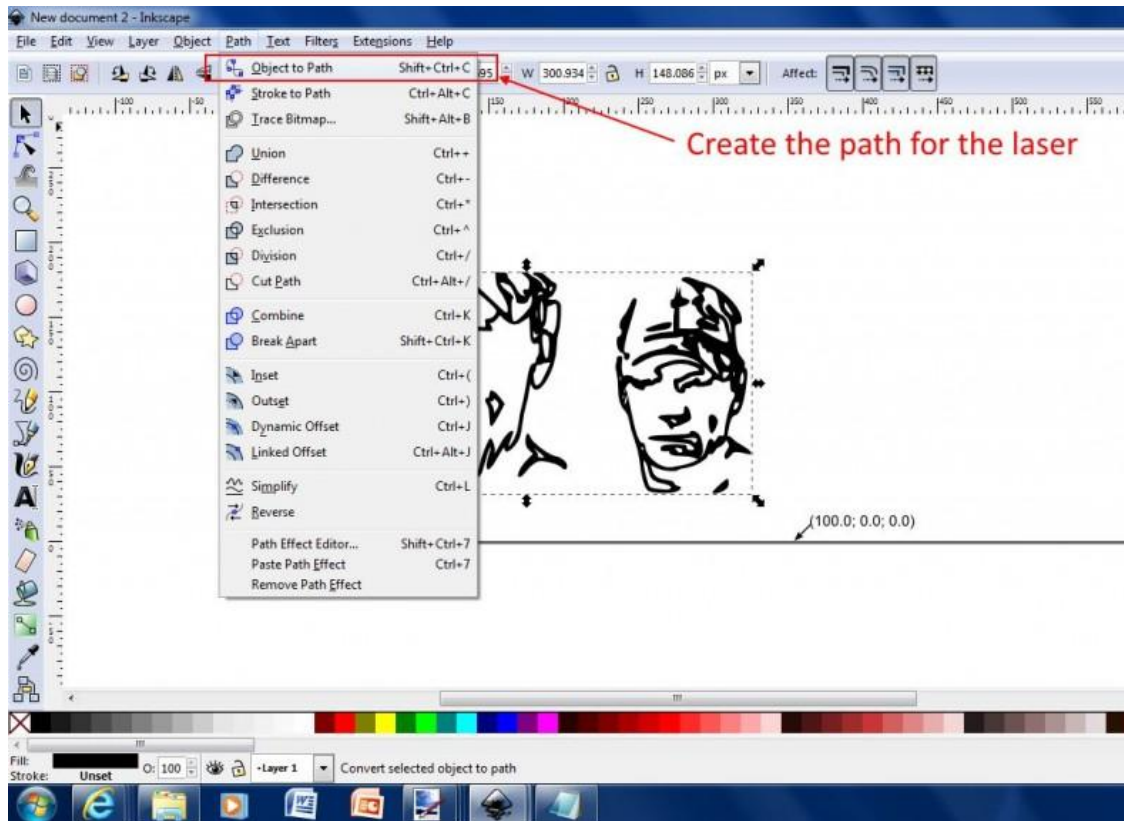 New document 2 - Inkscape
File Edit View Layer Object Path Text Filters Extensions Help
95 W 300.934 H 148.086 px Affect:
Object to Path Shift+Ctrl+C
Stroke to Path Ctrl+Alt+C
Trace Bitmap... Shift+Alt+B
Union Ctrl++
Difference Ctrl+-
Intersection Ctrl+*
Exclusion Ctrl+^
Division Ctrl+/
Cut Path Ctrl+Alt+/
Combine Ctrl+K
Break Apart Shift+Ctrl+K
Inset Ctrl+(
Outset Ctrl+)
Dynamic Offset Ctrl+J
Linked Offset Ctrl+Alt+J
Simplify Ctrl+L
Reverse
Path Effect Editor... Shift+Ctrl+7
Paste Path Effect Ctrl+7
Remove Path Effect
Create the path for the laser
(100.0; 0.0; 0.0)
Fill:
Stroke: Unset O: 100 -Layer 1 Convert selected object to path